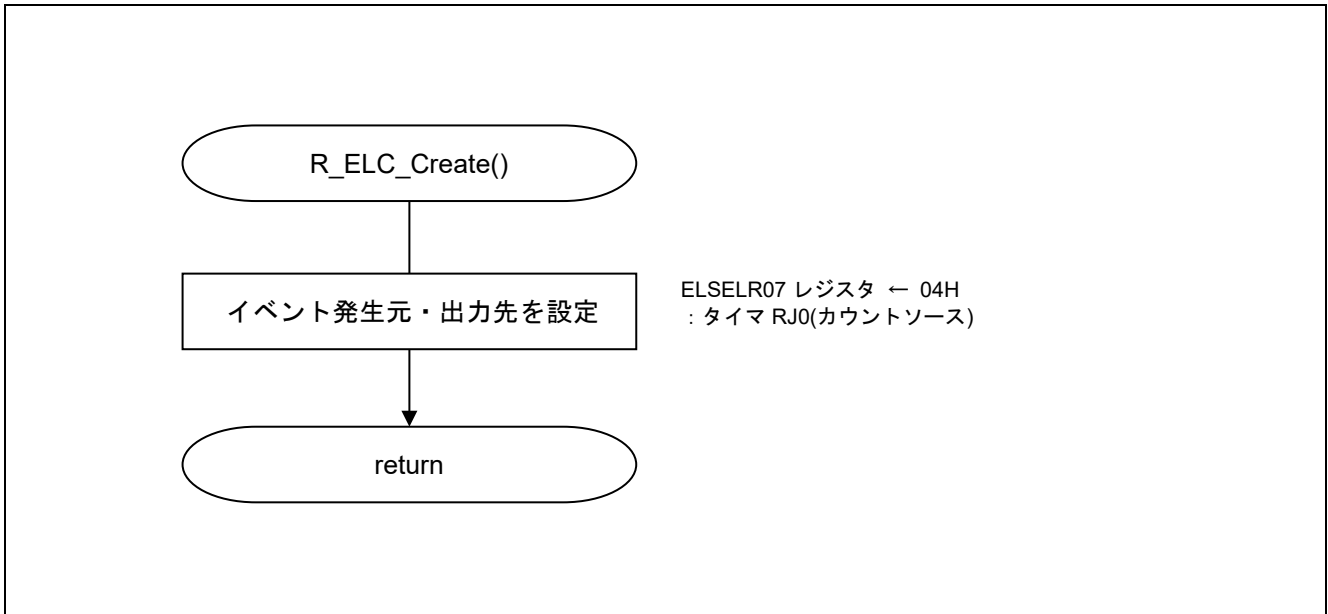 R_ELC_Create()
イベント発生元・出力先を設定
ELSELR07 レジスタ ← 04H
：タイマ RJ0(カウントソース)
return